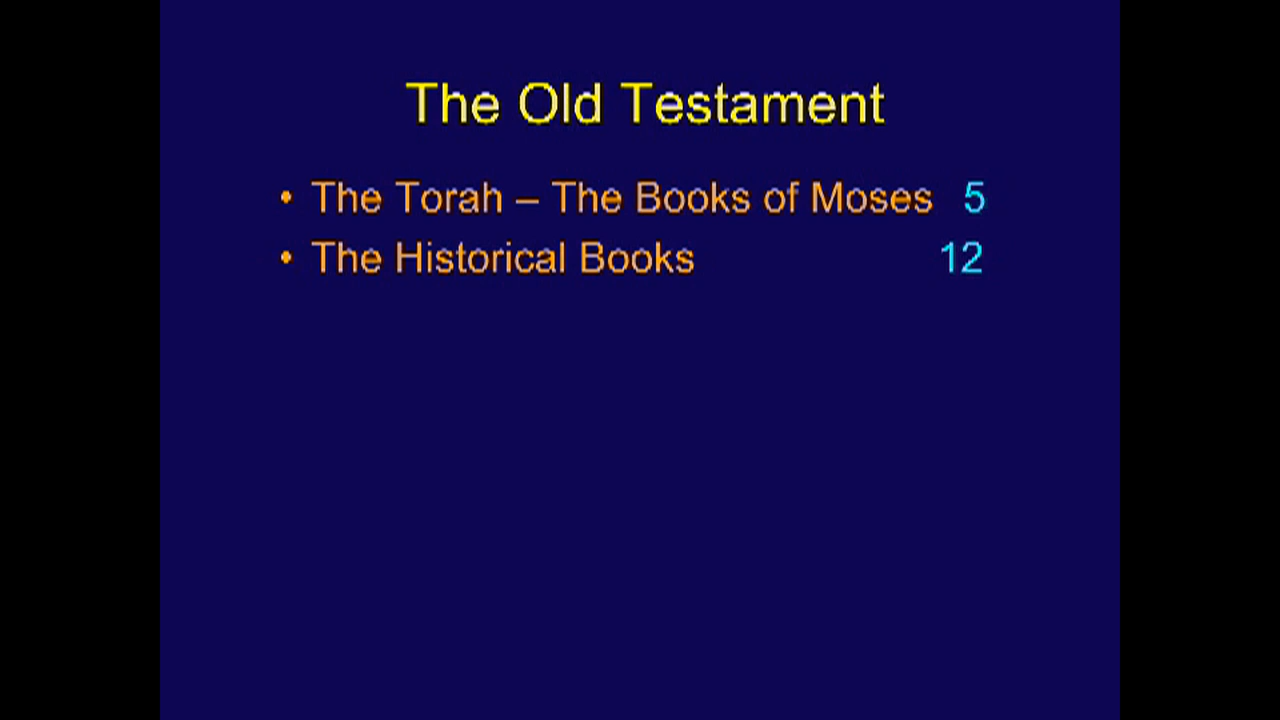 The Old Testament
• The Torah – The Books of Moses 5
• The Historical Books 12